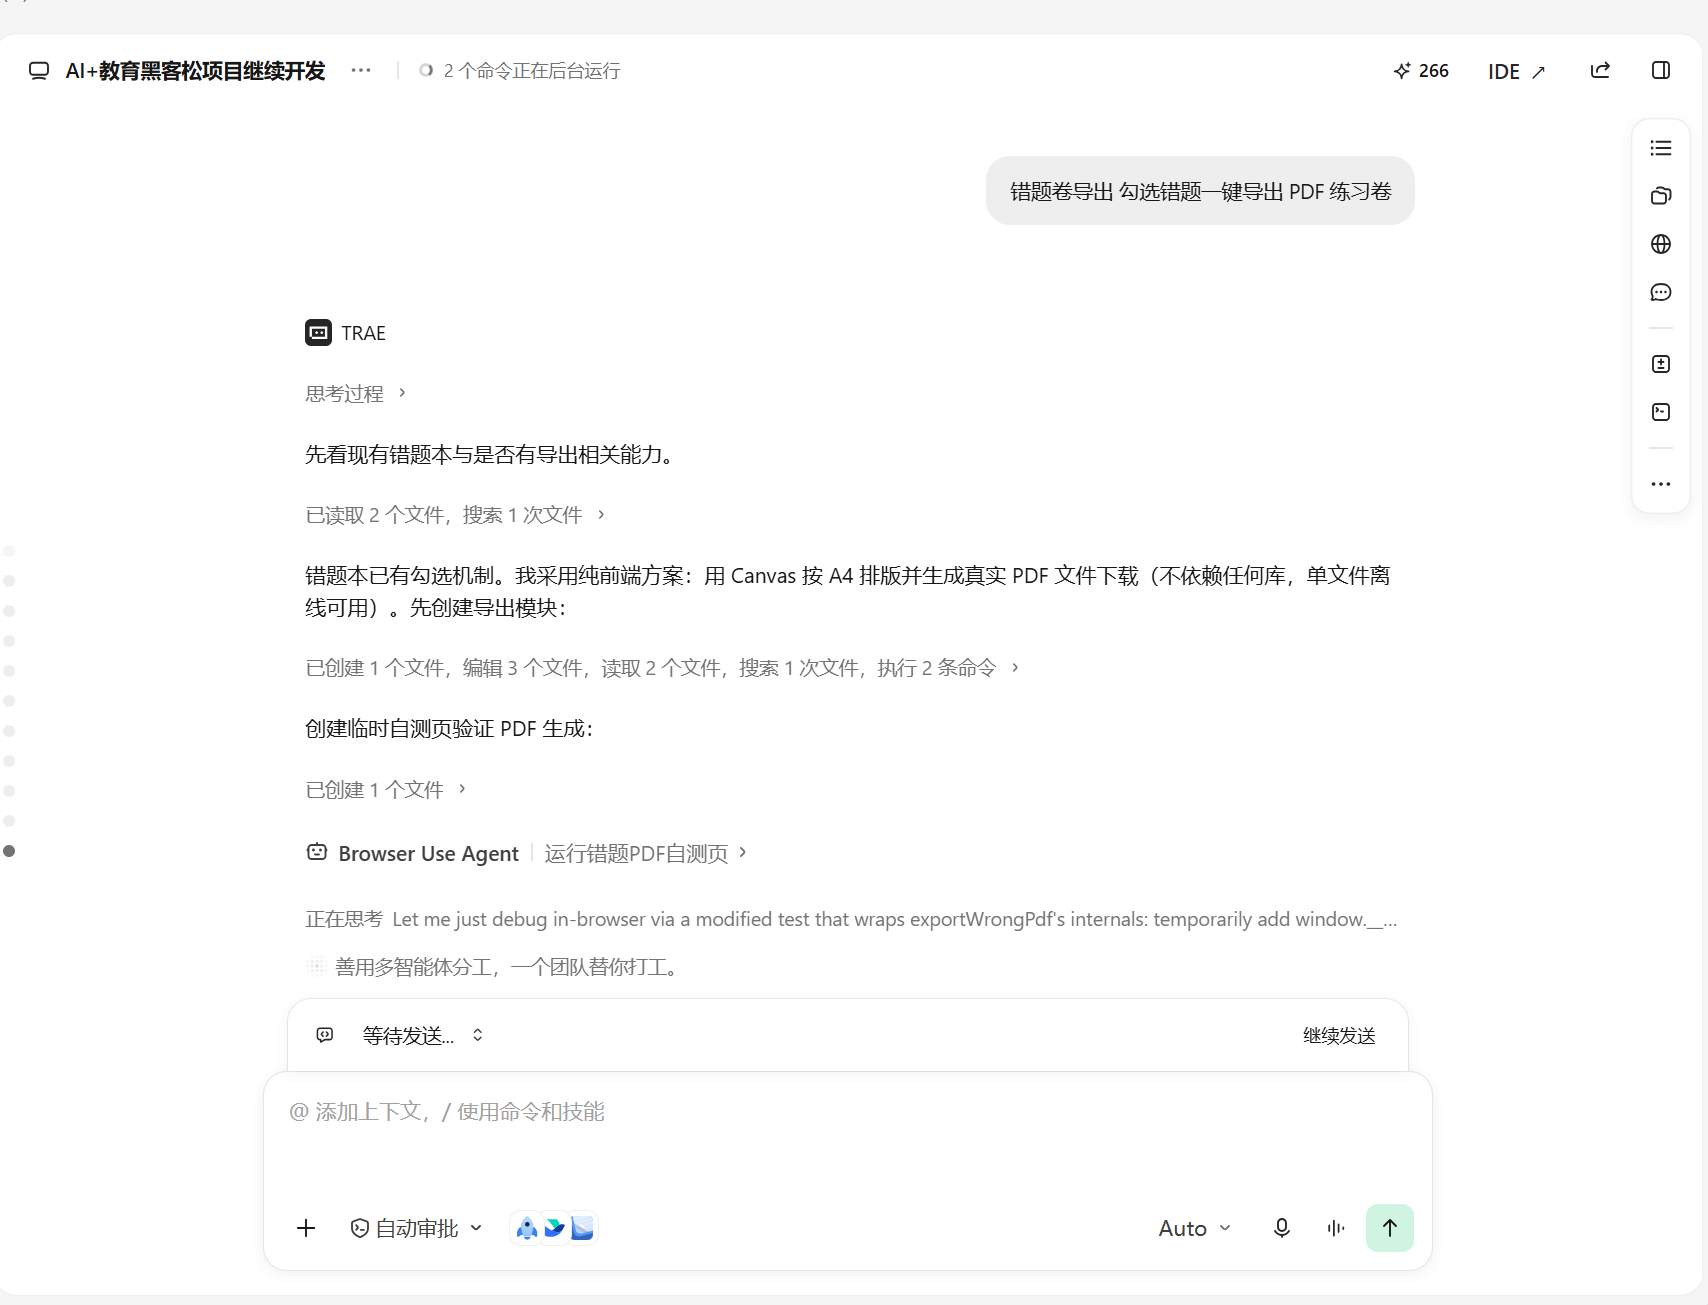 AI+教育黑客松项目继续开发 ··· 2 个命令正在后台运行 266 IDE ↗
错题卷导出 勾选错题一键导出 PDF 练习卷
TRAE
思考过程
先看现有错题本与是否有导出相关能力。
已读取 2 个文件，搜索 1 次文件
错题本已有勾选机制。我采用纯前端方案：用 Canvas 按 A4 排版并生成真实 PDF 文件下载（不依赖任何库，单文件离
线可用）。先创建导出模块：
已创建 1 个文件，编辑 3 个文件，读取 2 个文件，搜索 1 次文件，执行 2 条命令
创建临时自测页验证 PDF 生成：
已创建 1 个文件
Browser Use Agent 运行错题PDF自测页
正在思考 Let me just debug in-browser via a modified test that wraps exportWrongPdf's internals: temporarily add window.__...
善用多智能体分工，一个团队替你打工。
等待发送... 继续发送
@ 添加上下文，/ 使用命令和技能
自动审批 Auto